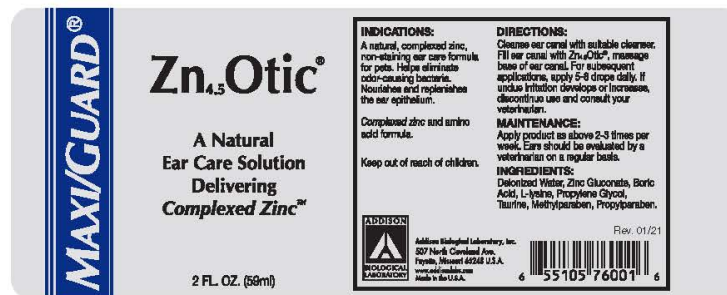 MAXI/GUARD®
Zn4.5Otic®
A Natural
Ear Care Solution
Delivering
Complexed Zinc™
2 FL. OZ. (59ml)
INDICATIONS:
A natural, complexed zinc,
non-staining ear care formula
for pets. Helps eliminate
odor-causing bacteria.
Nourishes and replenishes
the ear epithelium.
Complexed zinc and amino
acid formula.
Keep out of reach of children.
ADDISON
BIOLOGICAL
LABORATORY
Addison Biological Laboratory, Inc.
507 North Cleveland Ave.
Fayette, Missouri 65248 U.S.A.
www.addisonlabs.com
Made in the U.S.A.
DIRECTIONS:
Cleanse ear canal with suitable cleanser.
Fill ear canal with Zn4.5Otic®, massage
base of ear canal. For subsequent
applications, apply 5-6 drops daily. If
undue irritation develops or increases,
discontinue use and consult your
veterinarian.
MAINTENANCE:
Apply product as above 2-3 times per
week. Ears should be evaluated by a
veterinarian on a regular basis.
INGREDIENTS:
Deionized Water, Zinc Gluconate, Boric
Acid, L-lysine, Propylene Glycol,
Taurine, Methylparaben, Propylparaben.
Rev. 01/21
6 55105 76001 6